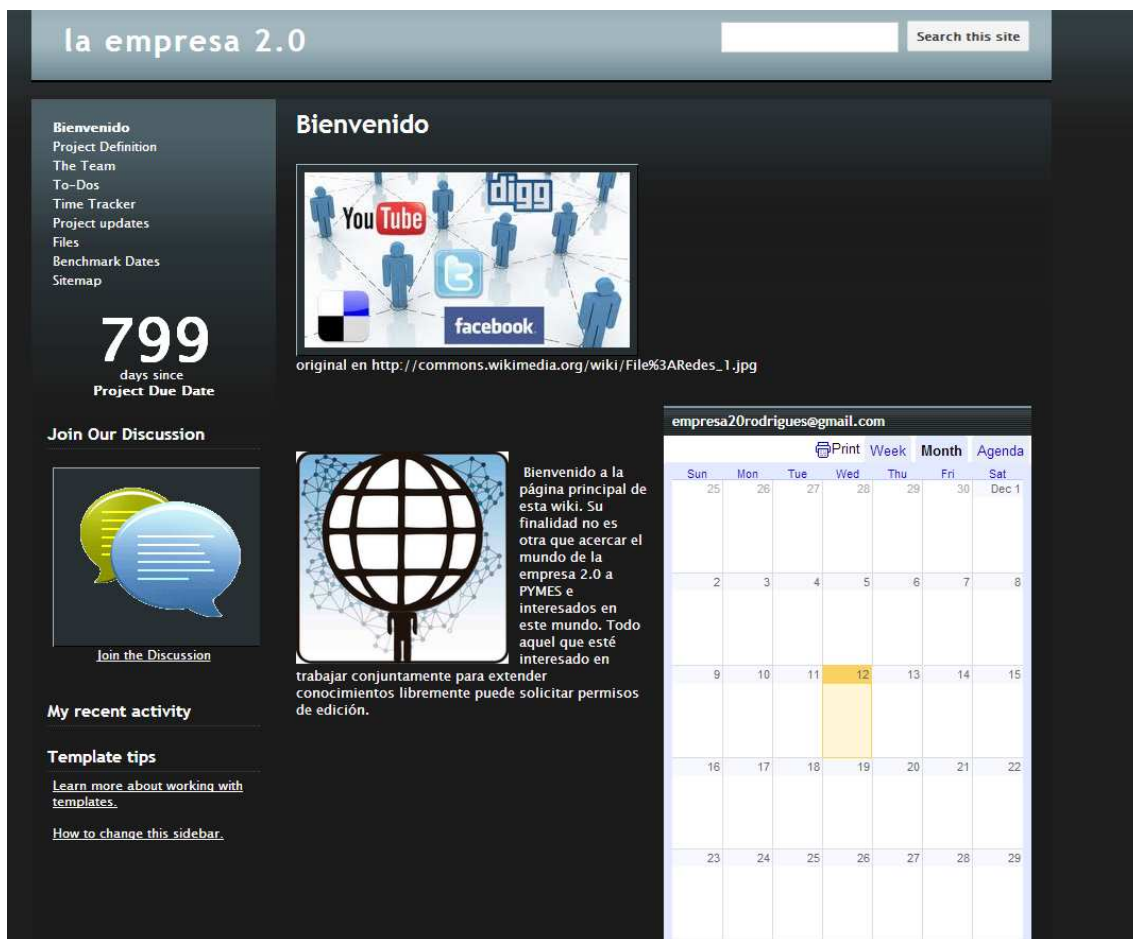 la empresa 2.0
Search this site
Bienvenido
Project Definition
The Team
To-Dos
Time Tracker
Project updates
Files
Benchmark Dates
Sitemap
799
days since
Project Due Date
Join Our Discussion
Join the Discussion
My recent activity
Template tips
Learn more about working with
templates.
How to change this sidebar.
Bienvenido
digg
You Tube
facebook
original en http://commons.wikimedia.org/wiki/File%3ARedes_1.jpg
Bienvenido a la
página principal de
esta wiki. Su
finalidad no es
otra que acercar el
mundo de la
empresa 2.0 a
PYMES e
interesados en
este mundo. Todo
aquel que esté
interesado en
trabajar conjuntamente para extender
conocimientos libremente puede solicitar permisos
de edición.
empresa20rodrigues@gmail.com
Print Week Month Agenda
Sun Mon Tue Wed Thu Fri Sat
25 26 27 28 29 30 Dec 1
2 3 4 5 6 7 8
9 10 11 12 13 14 15
16 17 18 19 20 21 22
23 24 25 26 27 28 29